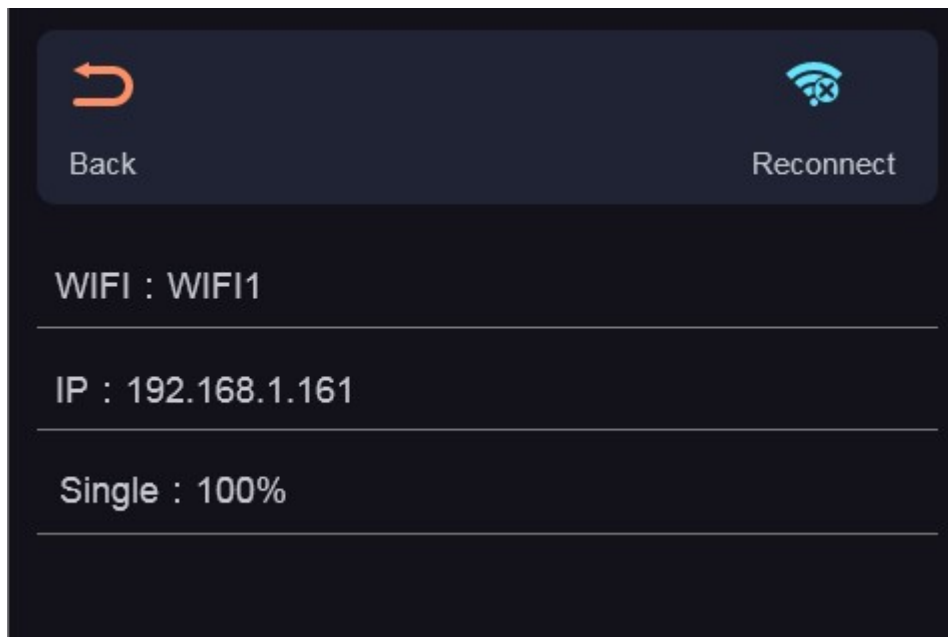 Back
Reconnect
WIFI : WIFI1
IP : 192.168.1.161
Single : 100%